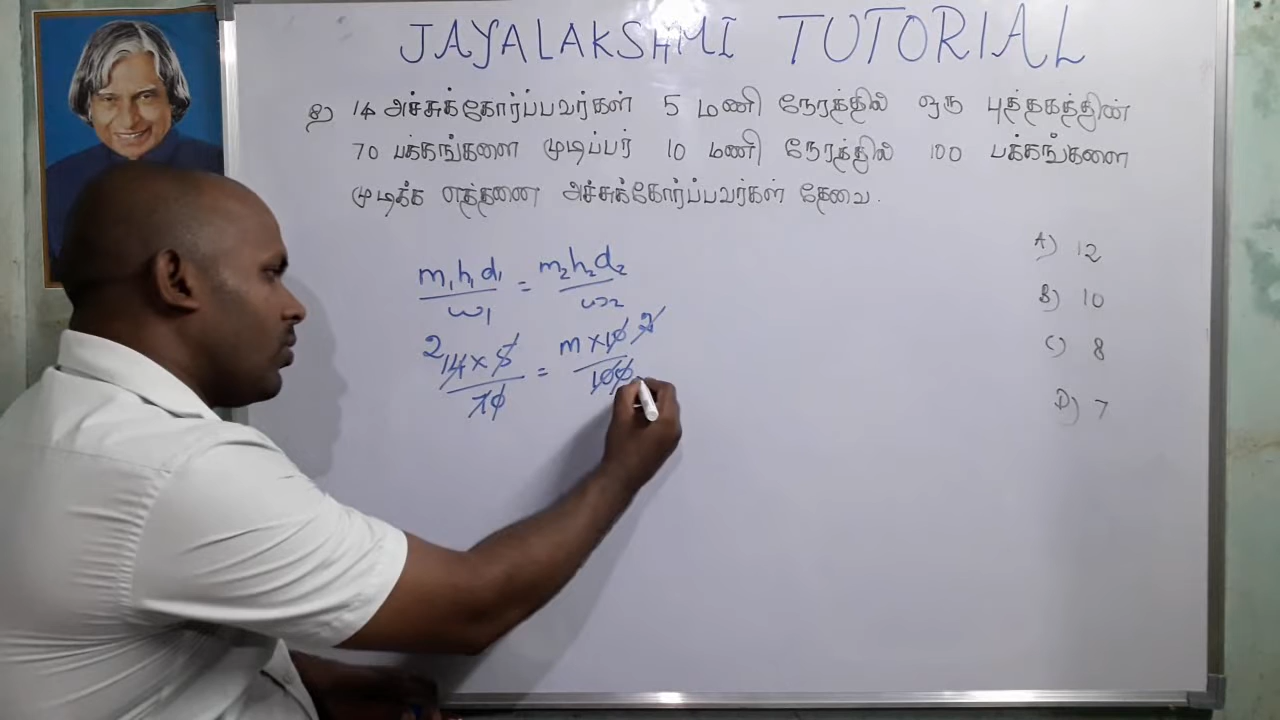 JAYALAKSHMI TUTORIAL
8) 14 அச்சுக்கோர்ப்பவர்கள் 5 மணி நேரத்தில் ஒரு புத்தகத்தின்
70 பக்கங்களை முடிப்பர் 10 மணி நேரத்தில் 100 பக்கங்களை
முடிக்க எத்தனை அச்சுக்கோர்ப்பவர்கள் தேவை.
m₁h₁d₁ = m₂h₂d₂
w₁ w₂
2 14 x 5 = m x 10 2
70 100
A) 12
B) 10
C) 8
D) 7